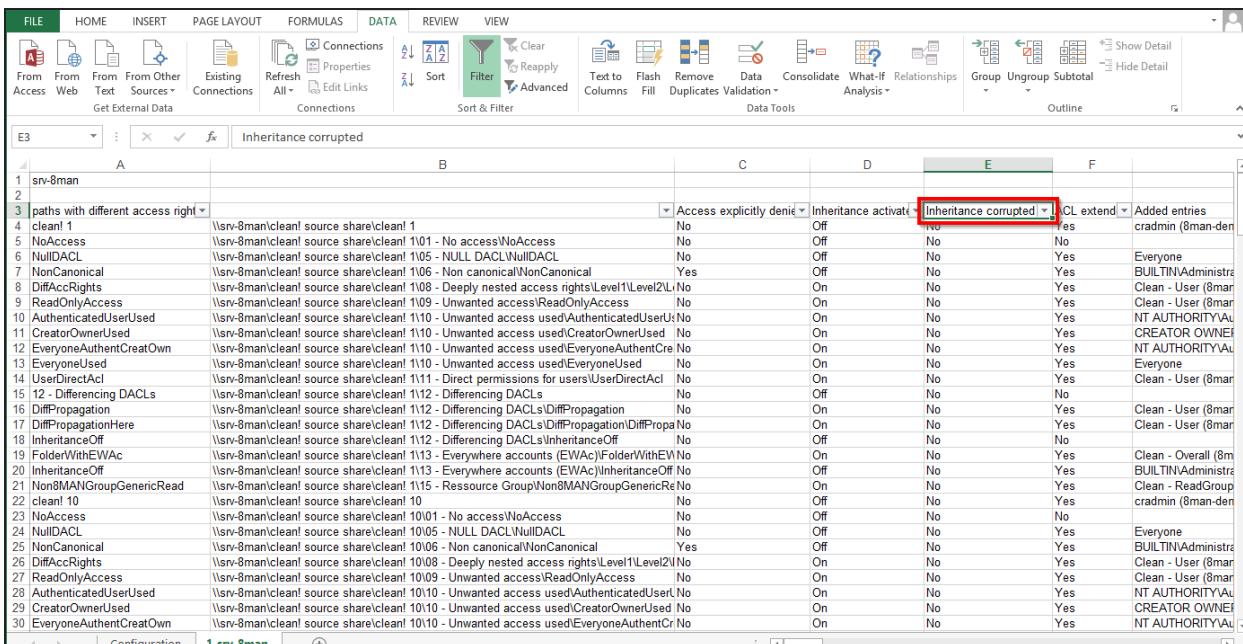 FILE HOME INSERT PAGE LAYOUT FORMULAS DATA REVIEW VIEW
Connections Clear Show Detail
Properties Reapply Hide Detail
Edit Links Advanced
From Access From Web From Text From Other Sources Existing Connections Refresh All Sort Filter Text to Columns Flash Fill Remove Duplicates Data Validation Consolidate What-If Analysis Relationships Group Ungroup Subtotal
Get External Data Connections Sort & Filter Data Tools Outline
E3 fx Inheritance corrupted
A B C D E F
1 srv-8man
2
3 paths with different access right Access explicitly denie Inheritance activate Inheritance corrupted ACL extend Added entries
4 clean! 1 \\srv-8man\clean! source share\clean! 1 No Off No Yes cradmin (8man-den
5 NoAccess \\srv-8man\clean! source share\clean! 1\01 - No access\NoAccess No Off No No
6 NullDACL \\srv-8man\clean! source share\clean! 1\05 - NULL DACL\NullDACL No Off No Yes Everyone
7 NonCanonical \\srv-8man\clean! source share\clean! 1\06 - Non canonical\NonCanonical Yes Off No Yes BUILTIN\Administra
8 DiffAccRights \\srv-8man\clean! source share\clean! 1\08 - Deeply nested access rights\Level1\Level2\L No On No Yes Clean - User (8mar
9 ReadOnlyAccess \\srv-8man\clean! source share\clean! 1\09 - Unwanted access\ReadOnlyAccess No On No Yes Clean - User (8mar
10 AuthenticatedUserUsed \\srv-8man\clean! source share\clean! 1\10 - Unwanted access used\AuthenticatedUserU No On No Yes NT AUTHORITY\Au
11 CreatorOwnerUsed \\srv-8man\clean! source share\clean! 1\10 - Unwanted access used\CreatorOwnerUsed No On No Yes CREATOR OWNE
12 EveryoneAuthentCreatOwn \\srv-8man\clean! source share\clean! 1\10 - Unwanted access used\EveryoneAuthentCre No On No Yes NT AUTHORITY\Au
13 EveryoneUsed \\srv-8man\clean! source share\clean! 1\10 - Unwanted access used\EveryoneUsed No On No Yes Everyone
14 UserDirectAcl \\srv-8man\clean! source share\clean! 1\11 - Direct permissions for users\UserDirectAcl No On No Yes Clean - User (8mar
15 12 - Differencing DACLs \\srv-8man\clean! source share\clean! 1\12 - Differencing DACLs No Off No No
16 DiffPropagation \\srv-8man\clean! source share\clean! 1\12 - Differencing DACLs\DiffPropagation No On No Yes Clean - User (8mar
17 DiffPropagationHere \\srv-8man\clean! source share\clean! 1\12 - Differencing DACLs\DiffPropagation\DiffPropa No On No Yes Clean - User (8mar
18 InheritanceOff \\srv-8man\clean! source share\clean! 1\12 - Differencing DACLs\InheritanceOff No Off No No
19 FolderWithEWAc \\srv-8man\clean! source share\clean! 1\13 - Everywhere accounts (EWAc)\FolderWithEW No On No Yes Clean - Overall (8m
20 InheritanceOff \\srv-8man\clean! source share\clean! 1\13 - Everywhere accounts (EWAc)\InheritanceOff No Off No Yes BUILTIN\Administra
21 Non8MANGroupGenericRead \\srv-8man\clean! source share\clean! 1\15 - Ressource Group\Non8MANGroupGenericRe No On No Yes Clean - ReadGroup
22 clean! 10 \\srv-8man\clean! source share\clean! 10 No Off No Yes cradmin (8man-den
23 NoAccess \\srv-8man\clean! source share\clean! 10\01 - No access\NoAccess No Off No No
24 NullDACL \\srv-8man\clean! source share\clean! 10\05 - NULL DACL\NullDACL No Off No Yes Everyone
25 NonCanonical \\srv-8man\clean! source share\clean! 10\06 - Non canonical\NonCanonical Yes Off No Yes BUILTIN\Administra
26 DiffAccRights \\srv-8man\clean! source share\clean! 10\08 - Deeply nested access rights\Level1\Level2\ No On No Yes Clean - User (8mar
27 ReadOnlyAccess \\srv-8man\clean! source share\clean! 10\09 - Unwanted access\ReadOnlyAccess No On No Yes Clean - User (8mar
28 AuthenticatedUserUsed \\srv-8man\clean! source share\clean! 10\10 - Unwanted access used\AuthenticatedUserU No On No Yes NT AUTHORITY\Au
29 CreatorOwnerUsed \\srv-8man\clean! source share\clean! 10\10 - Unwanted access used\CreatorOwnerUsed No On No Yes CREATOR OWNE
30 EveryoneAuthentCreatOwn \\srv-8man\clean! source share\clean! 10\10 - Unwanted access used\EveryoneAuthentCr No On No Yes NT AUTHORITY\Au
Configuration 1 srv-8man